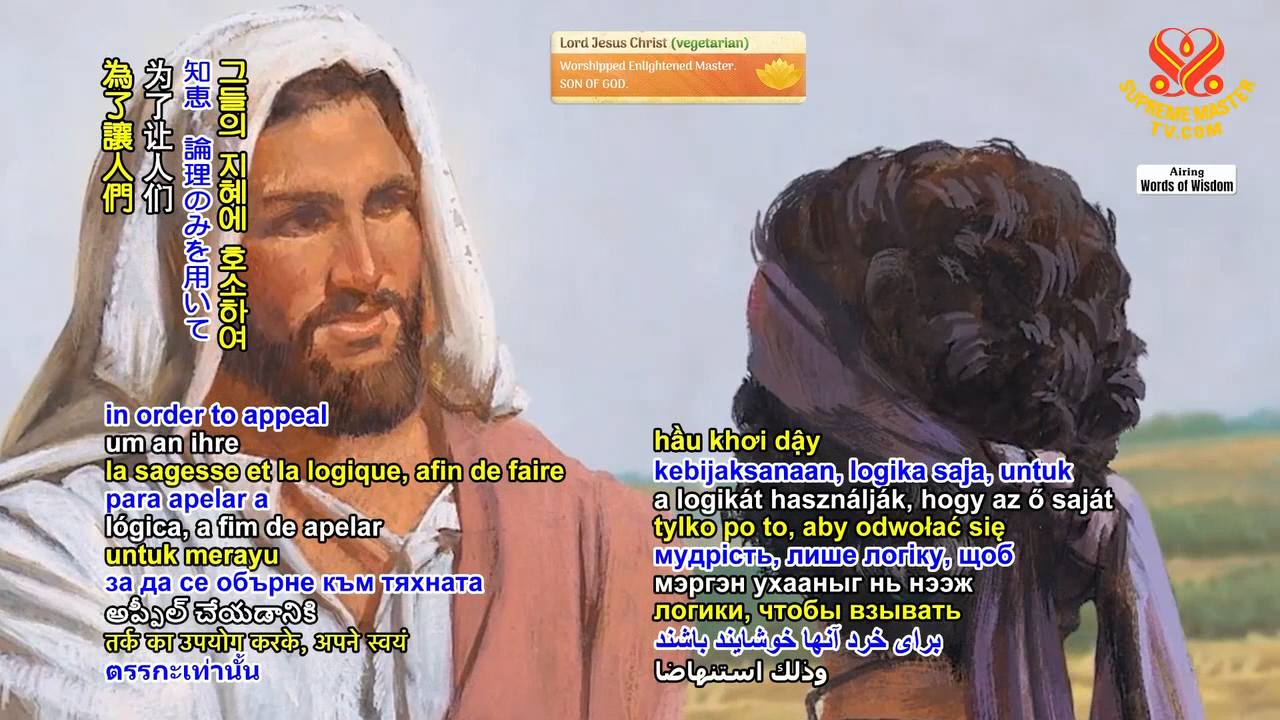 Lord Jesus Christ (vegetarian)
Worshipped Enlightened Master.
SON OF GOD.
SUPREME MASTER
TV.COM
Airing
Words of Wisdom
그들의 지혜에 호소하여
知恵 論理のみを用いて
为了让人们
為了讓人們
in order to appeal
um an ihre
la sagesse et la logique, afin de faire
para apelar a
lógica, a fim de apelar
untuk merayu
за да се обърне към тяхната
అప్పీల్ చేయడానికి
तर्क का उपयोग करके, अपने स्वयं
ตรรกะเท่านั้น
hầu khơi dậy
kebijaksanaan, logika saja, untuk
a logikát használják, hogy az ő saját
tylko po to, aby odwołać się
мудрість, лише логіку, щоб
мэргэн ухааныг нь нээж
логики, чтобы взывать
برای خرد آنها خوشایند باشند
وذلك استنهاضا